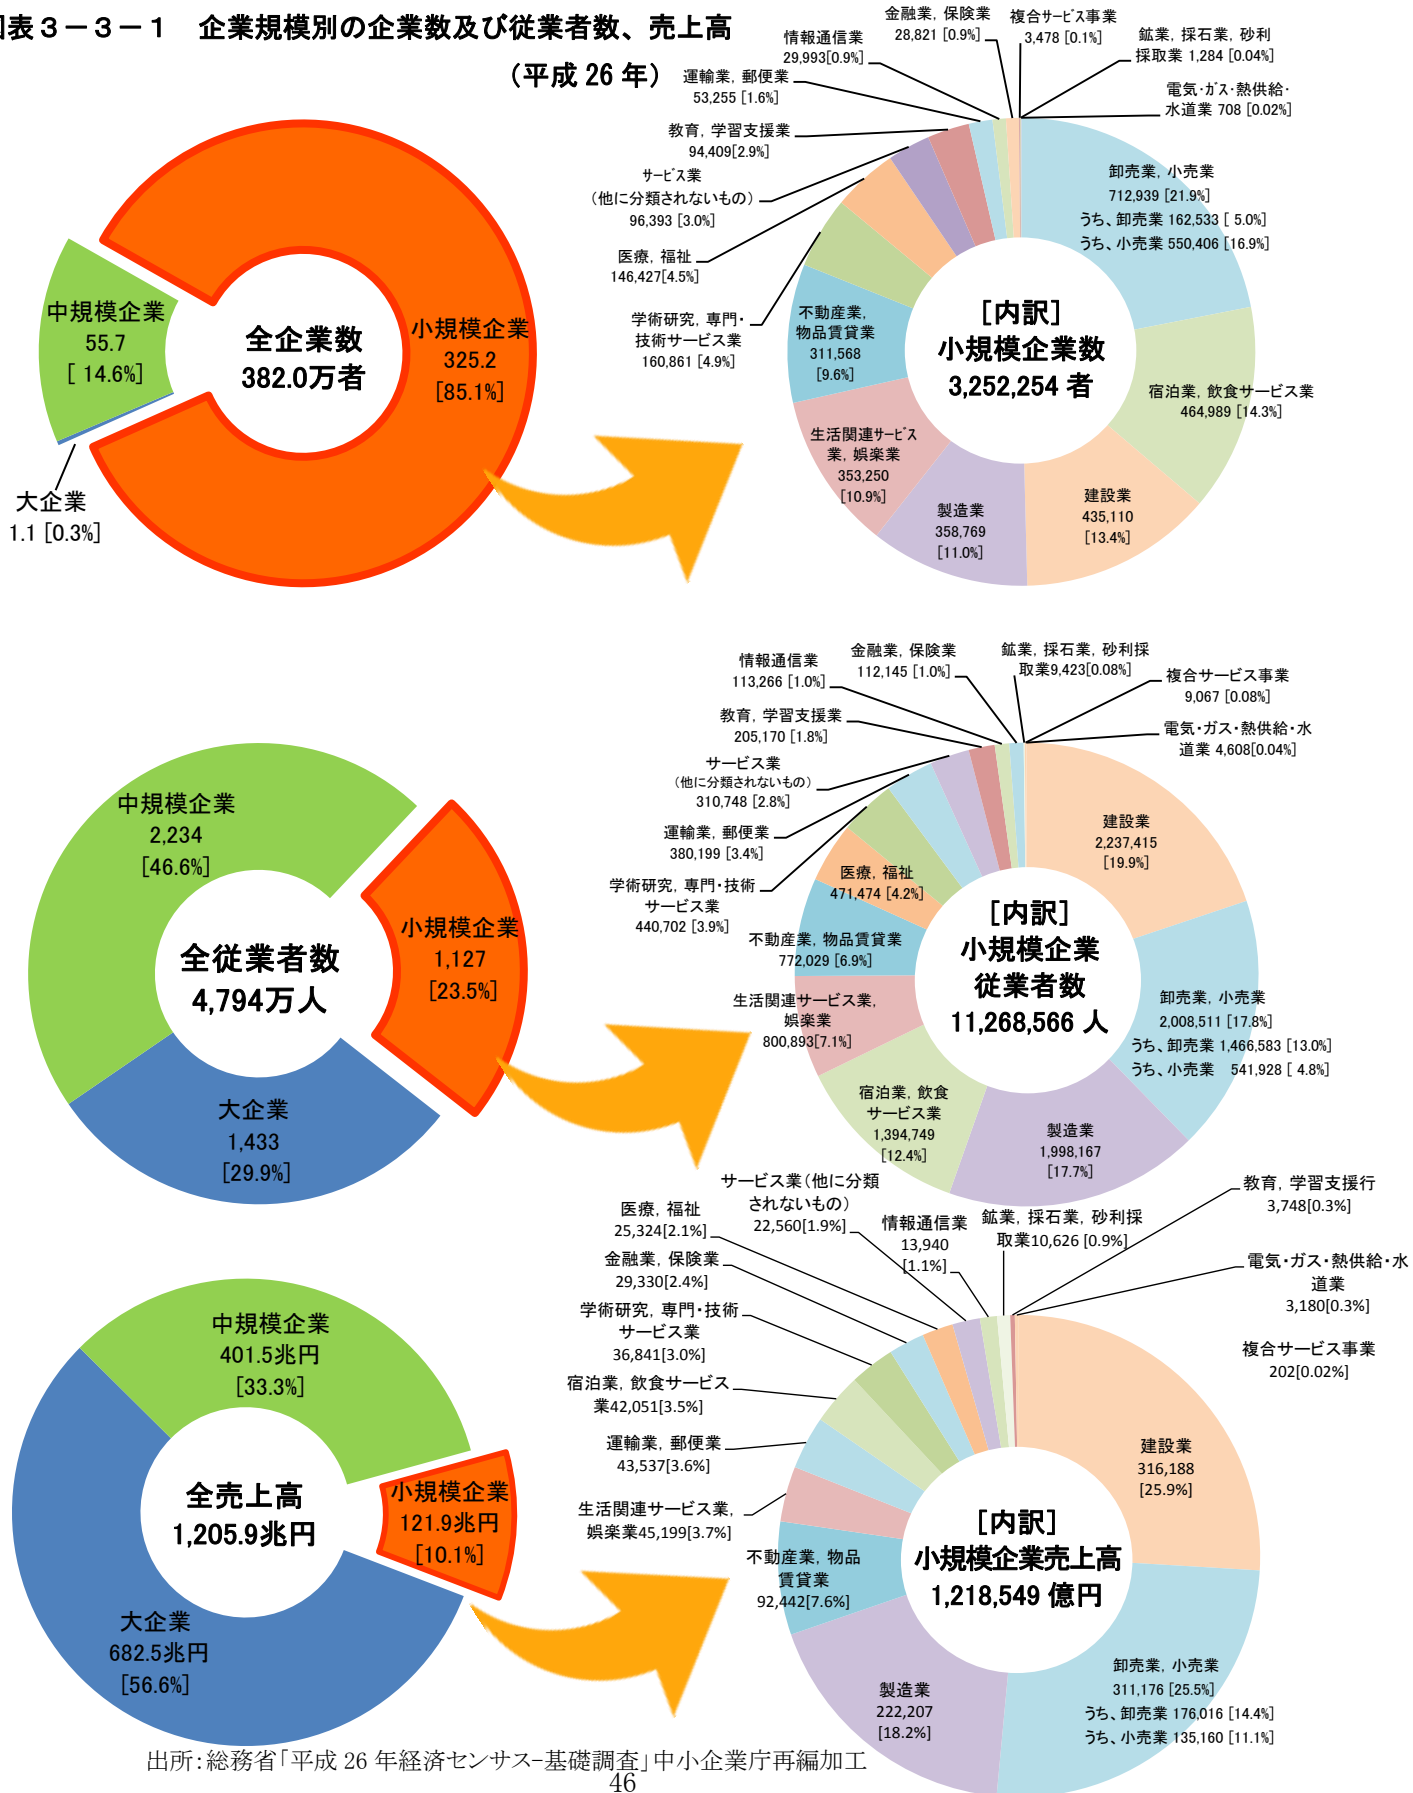 図表３－３－１　企業規模別の企業数及び従業者数、売上高
（平成 26 年）
中規模企業
55.7
[ 14.6%]
全企業数
382.0万者
小規模企業
325.2
[85.1%]
大企業
1.1 [0.3%]
金融業，保険業
28,821 [0.9%]
複合サービス事業
3,478 [0.1%]
鉱業，採石業，砂利
採取業 1,284 [0.04%]
情報通信業
29,993[0.9%]
電気・ガス・熱供給・
水道業 708 [0.02%]
運輸業，郵便業
53,255 [1.6%]
教育，学習支援業
94,409[2.9%]
サービス業
（他に分類されないもの）
96,393 [3.0%]
医療，福祉
146,427[4.5%]
学術研究，専門・
技術サービス業
160,861 [4.9%]
卸売業，小売業
712,939 [21.9%]
うち、卸売業 162,533 [ 5.0%]
うち、小売業 550,406 [16.9%]
不動産業，
物品賃貸業
311,568
[9.6%]
［内訳］
小規模企業数
3,252,254 者
宿泊業，飲食サービス業
464,989 [14.3%]
生活関連サービス
業，娯楽業
353,250
[10.9%]
製造業
358,769
[11.0%]
建設業
435,110
[13.4%]
中規模企業
2,234
[46.6%]
全従業者数
4,794万人
小規模企業
1,127
[23.5%]
大企業
1,433
[29.9%]
情報通信業
113,266 [1.0%]
金融業，保険業
112,145 [1.0%]
鉱業，採石業，砂利採
取業9,423[0.08%]
複合サービス事業
9,067 [0.08%]
教育，学習支援業
205,170 [1.8%]
電気・ガス・熱供給・水
道業 4,608[0.04%]
サービス業
（他に分類されないもの）
310,748 [2.8%]
運輸業，郵便業
380,199 [3.4%]
学術研究，専門・技術
サービス業
440,702 [3.9%]
医療，福祉
471,474 [4.2%]
不動産業，物品賃貸業
772,029 [6.9%]
生活関連サービス業，
娯楽業
800,893[7.1%]
建設業
2,237,415
[19.9%]
［内訳］
小規模企業
従業者数
11,268,566 人
卸売業，小売業
2,008,511 [17.8%]
うち、卸売業 1,466,583 [13.0%]
うち、小売業　541,928 [ 4.8%]
宿泊業，飲食
サービス業
1,394,749
[12.4%]
製造業
1,998,167
[17.7%]
中規模企業
401.5兆円
[33.3%]
全売上高
1,205.9兆円
小規模企業
121.9兆円
[10.1%]
大企業
682.5兆円
[56.6%]
サービス業（他に分類
されないもの）
22,560[1.9%]
医療，福祉
25,324[2.1%]
情報通信業
13,940
[1.1%]
鉱業，採石業，砂利採
取業10,626 [0.9%]
教育，学習支援行
3,748[0.3%]
金融業，保険業
29,330[2.4%]
電気・ガス・熱供給・水
道業
3,180[0.3%]
学術研究，専門・技術
サービス業
36,841[3.0%]
複合サービス事業
202[0.02%]
宿泊業，飲食サービス
業42,051[3.5%]
運輸業，郵便業
43,537[3.6%]
生活関連サービス業，
娯楽業45,199[3.7%]
不動産業，物品
賃貸業
92,442[7.6%]
建設業
316,188
[25.9%]
［内訳］
小規模企業売上高
1,218,549 億円
製造業
222,207
[18.2%]
卸売業，小売業
311,176 [25.5%]
うち、卸売業 176,016 [14.4%]
うち、小売業 135,160 [11.1%]
出所：総務省「平成 26 年経済センサス−基礎調査」中小企業庁再編加工
46